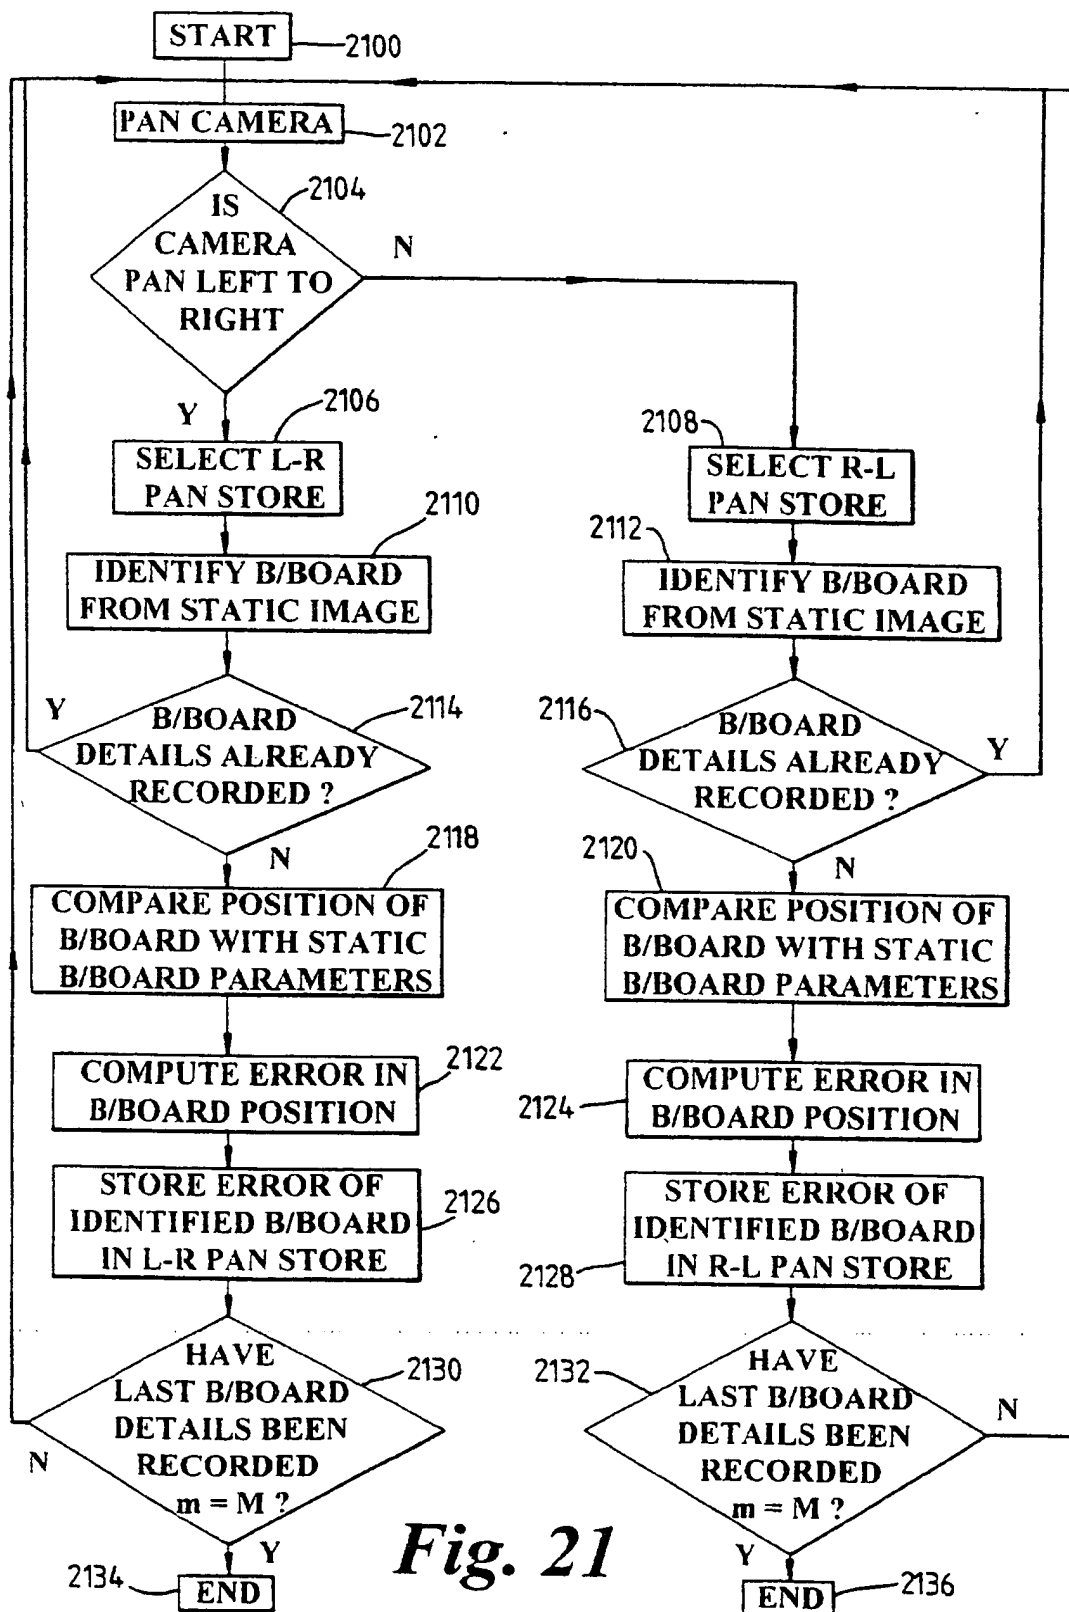 START
2100
PAN CAMERA
2102
2104
IS
CAMERA
PAN LEFT TO
RIGHT
N
Y
2106
SELECT L-R
PAN STORE
2108
SELECT R-L
PAN STORE
2110
IDENTIFY B/BOARD
FROM STATIC IMAGE
2112
IDENTIFY B/BOARD
FROM STATIC IMAGE
Y
2114
B/BOARD
DETAILS ALREADY
RECORDED ?
N
2116
B/BOARD
DETAILS ALREADY
RECORDED ?
Y
N
2118
COMPARE POSITION OF
B/BOARD WITH STATIC
B/BOARD PARAMETERS
2120
COMPARE POSITION OF
B/BOARD WITH STATIC
B/BOARD PARAMETERS
COMPUTE ERROR IN
B/BOARD POSITION
2122
2124
COMPUTE ERROR IN
B/BOARD POSITION
STORE ERROR OF
IDENTIFIED B/BOARD
IN L-R PAN STORE
2126
STORE ERROR OF
IDENTIFIED B/BOARD
IN R-L PAN STORE
2128
HAVE
LAST B/BOARD
DETAILS BEEN
RECORDED
m = M ?
2130
N
Y
2132
HAVE
LAST B/BOARD
DETAILS BEEN
RECORDED
m = M ?
N
Y
2134
END
Fig. 21
END
2136